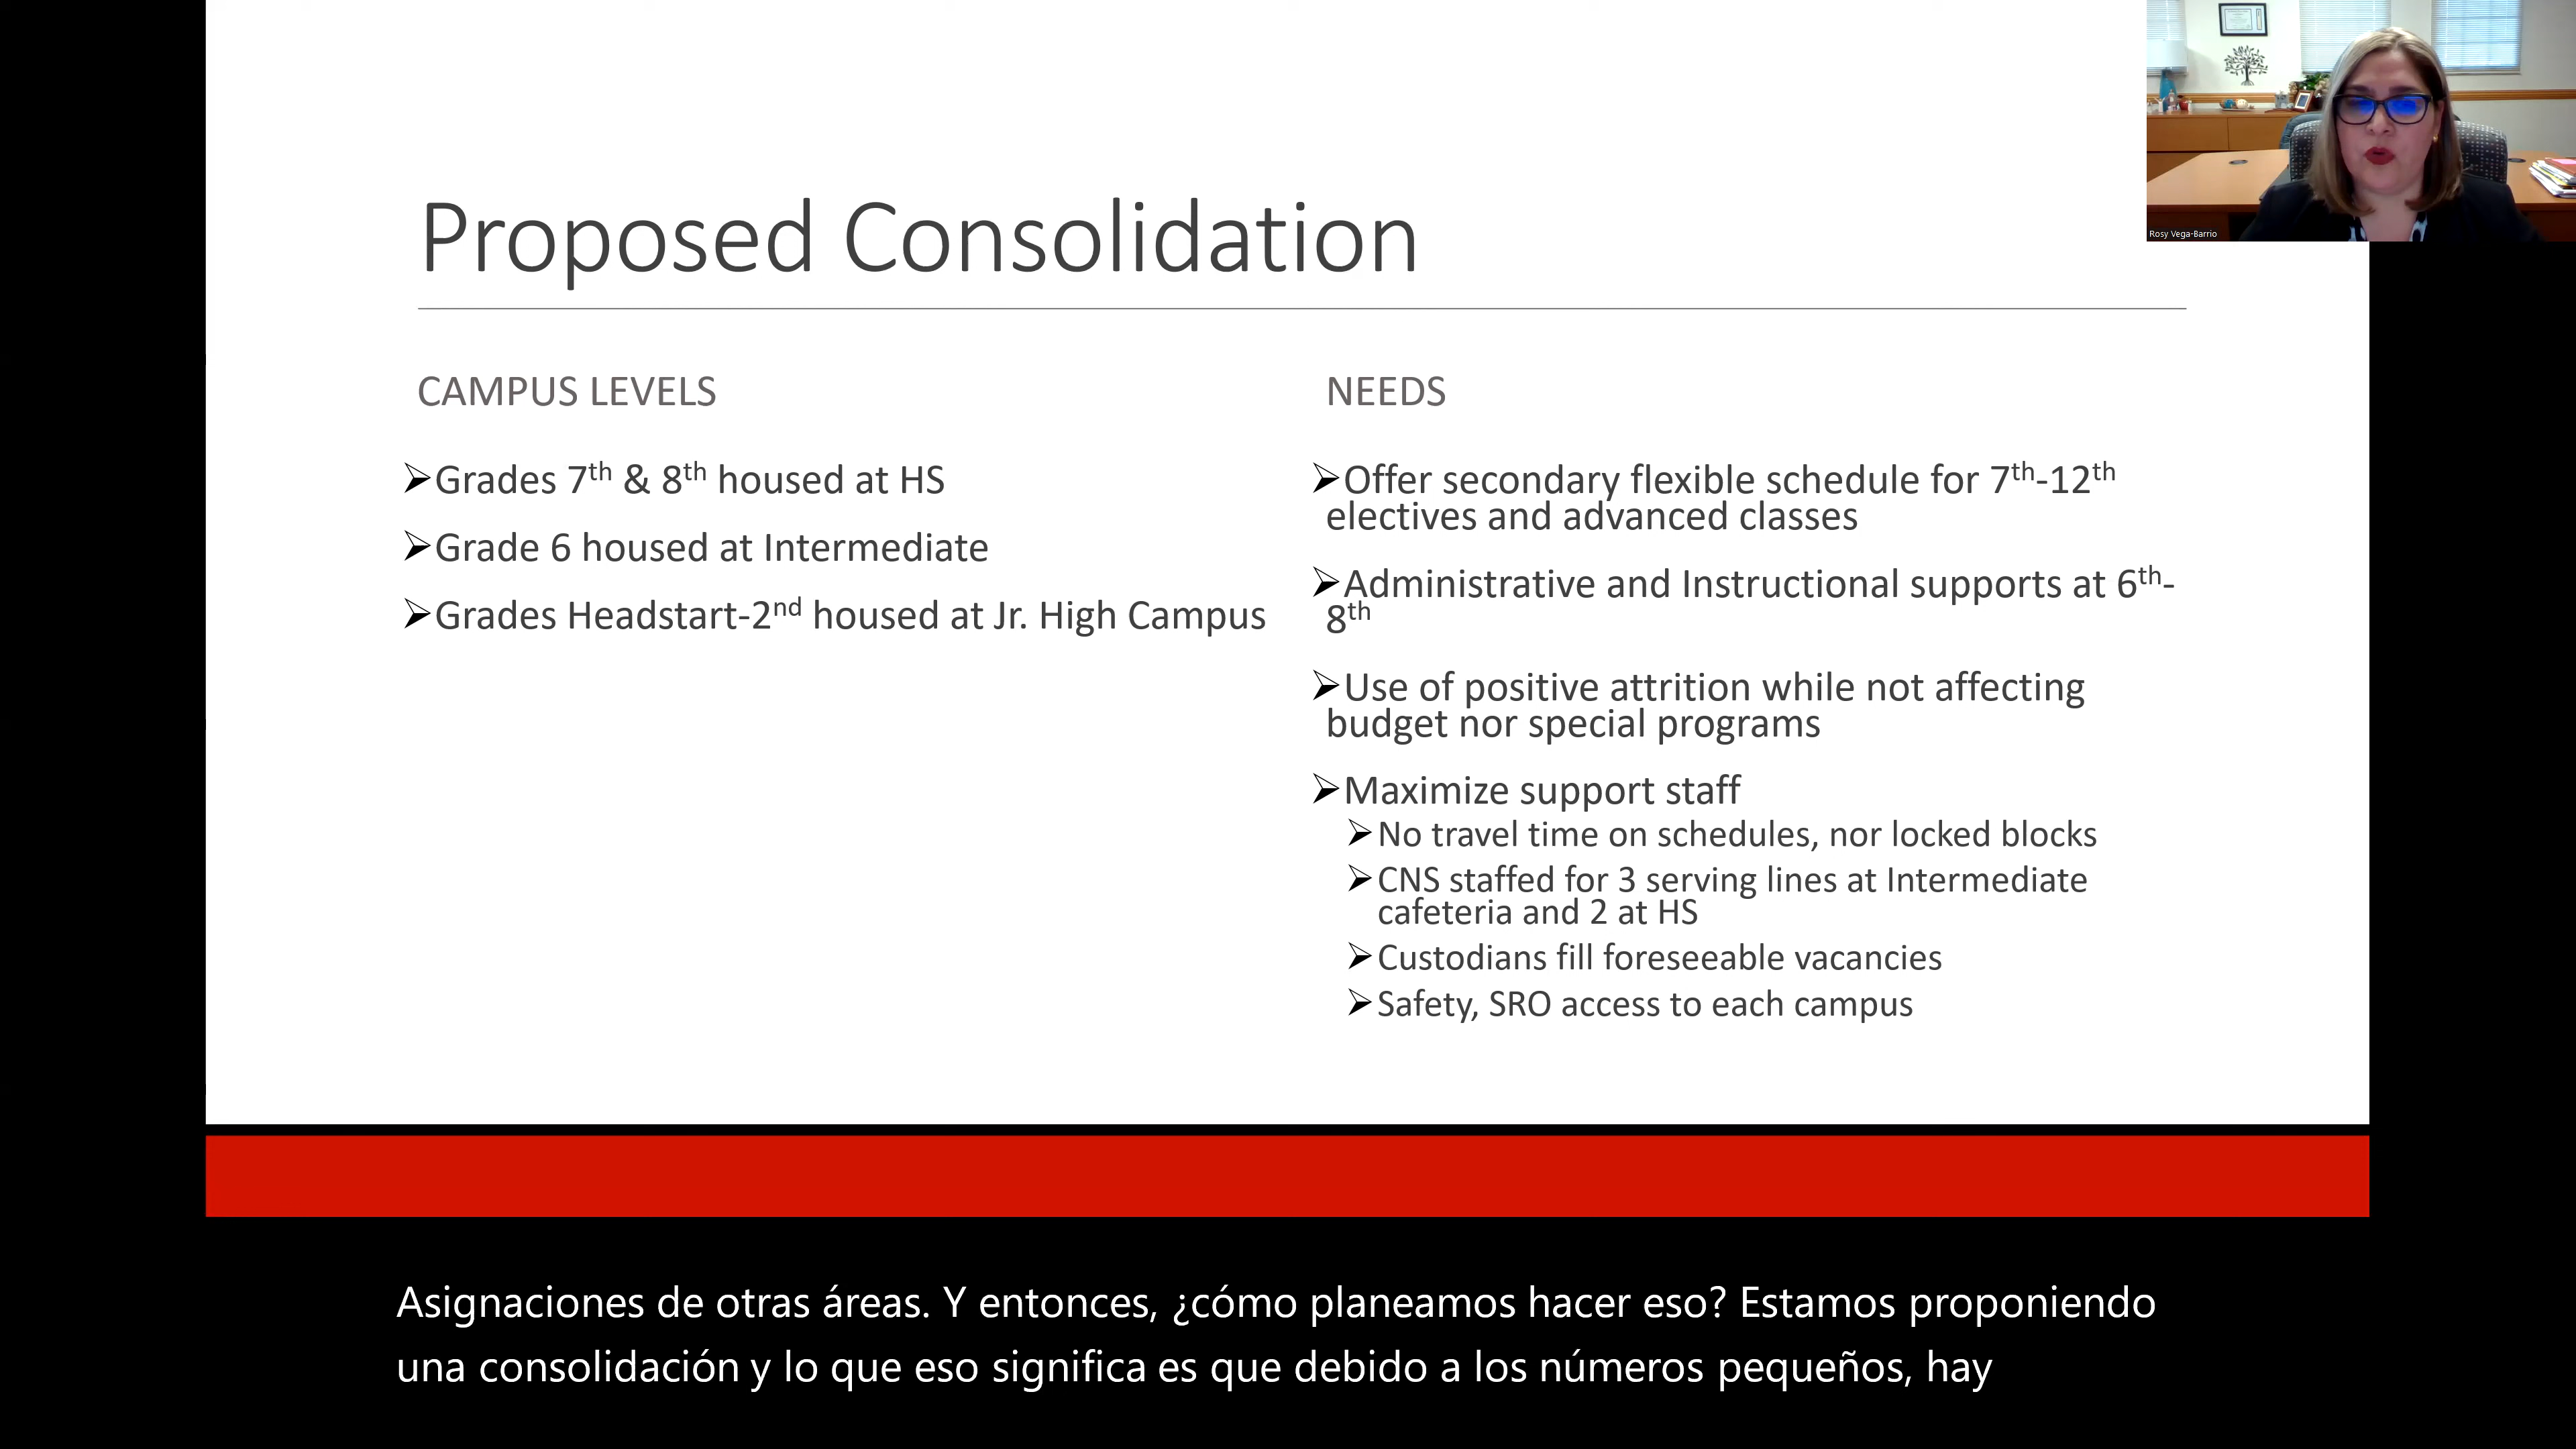 Rosy Vega-Barrio
Proposed Consolidation
CAMPUS LEVELS
➢Grades 7th & 8th housed at HS
➢Grade 6 housed at Intermediate
➢Grades Headstart-2nd housed at Jr. High Campus
NEEDS
➢Offer secondary flexible schedule for 7th-12th
electives and advanced classes
➢Administrative and Instructional supports at 6th-
8th
➢Use of positive attrition while not affecting
budget nor special programs
➢Maximize support staff
➢No travel time on schedules, nor locked blocks
➢CNS staffed for 3 serving lines at Intermediate
cafeteria and 2 at HS
➢Custodians fill foreseeable vacancies
➢Safety, SRO access to each campus
Asignaciones de otras áreas. Y entonces, ¿cómo planeamos hacer eso? Estamos proponiendo
una consolidación y lo que eso significa es que debido a los números pequeños, hay